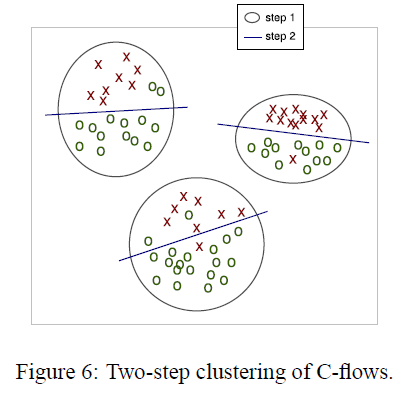 step 1
step 2
Figure 6: Two-step clustering of C-flows.